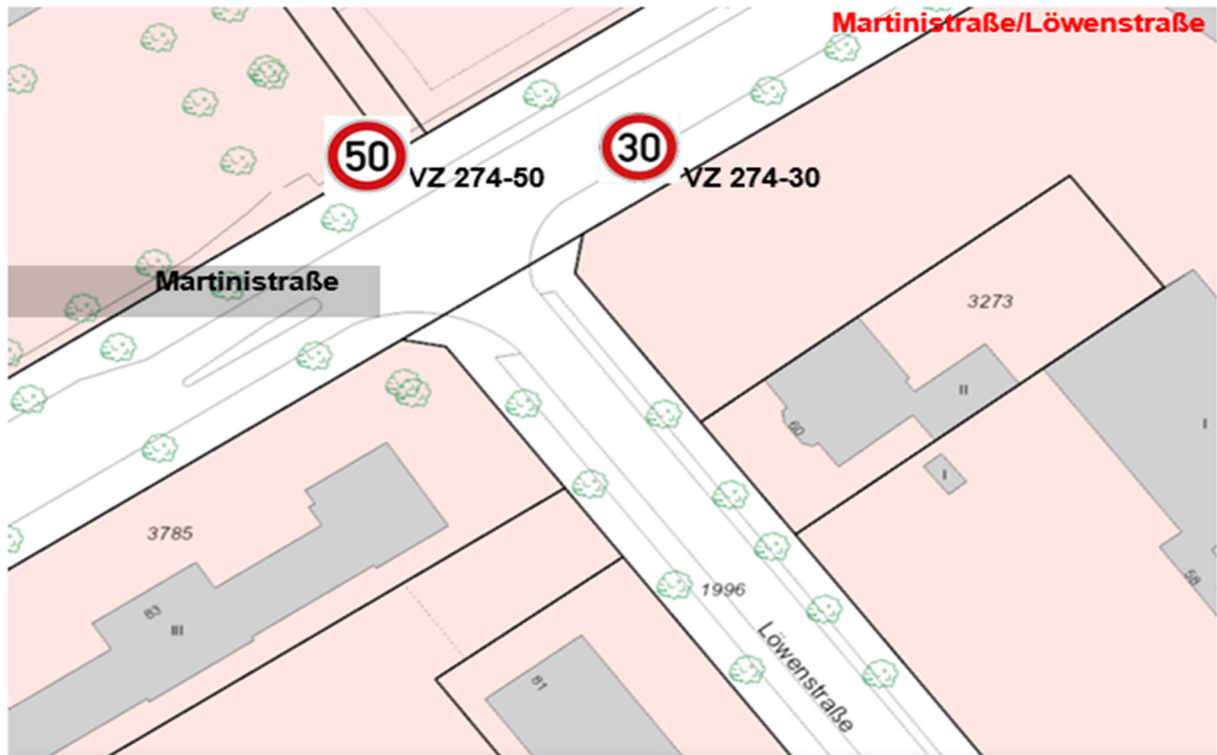 Martinistraße/Löwenstraße
50
VZ 274-50
30
VZ 274-30
Martinistraße
3273
II
60
I
I
3785
83
III
1996
58
Löwenstraße
81